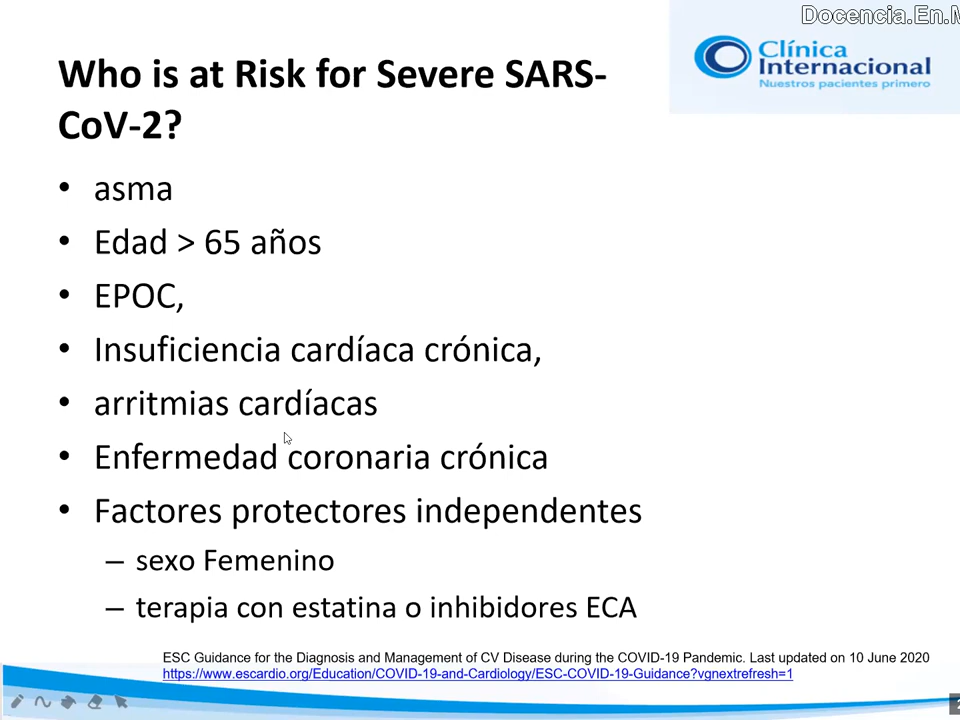 Docencia.En.M
Clínica
Internacional
Nuestros pacientes primero
Who is at Risk for Severe SARS-
CoV-2?
• asma
• Edad > 65 años
• EPOC,
• Insuficiencia cardíaca crónica,
• arritmias cardíacas
• Enfermedad coronaria crónica
• Factores protectores independentes
– sexo Femenino
– terapia con estatina o inhibidores ECA
ESC Guidance for the Diagnosis and Management of CV Disease during the COVID-19 Pandemic. Last updated on 10 June 2020
https://www.escardio.org/Education/COVID-19-and-Cardiology/ESC-COVID-19-Guidance?vgnextrefresh=1